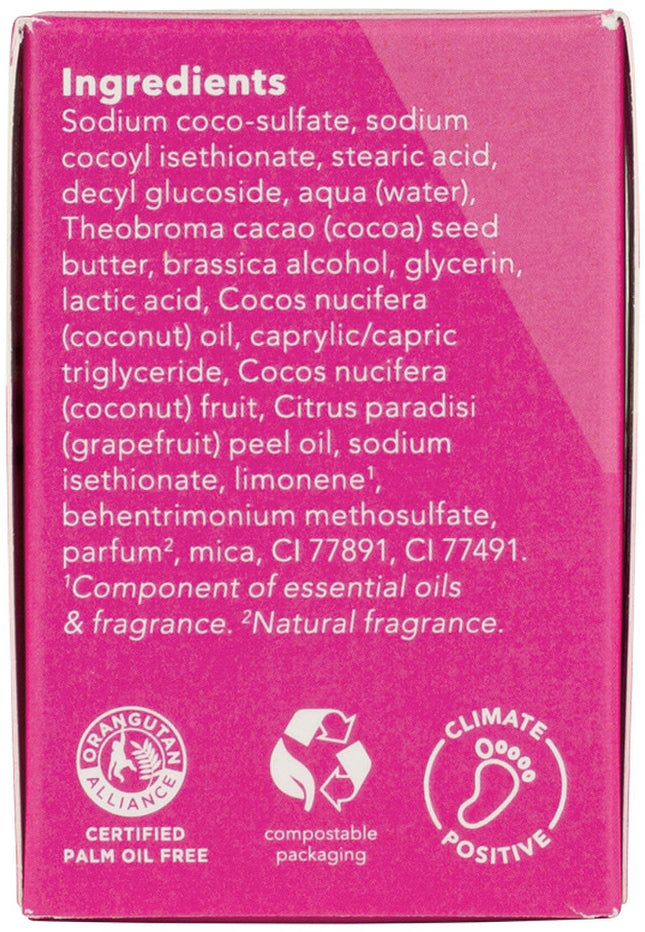 Ingredients
Sodium coco-sulfate, sodium
cocoyl isethionate, stearic acid,
decyl glucoside, aqua (water),
Theobroma cacao (cocoa) seed
butter, brassica alcohol, glycerin,
lactic acid, Cocos nucifera
(coconut) oil, caprylic/capric
triglyceride, Cocos nucifera
(coconut) fruit, Citrus paradisi
(grapefruit) peel oil, sodium
isethionate, limonene¹,
behentrimonium methosulfate,
parfum², mica, CI 77891, CI 77491.
¹Component of essential oils
& fragrance. ²Natural fragrance.
ORANGUTAN
ALLIANCE
CERTIFIED
PALM OIL FREE
compostable
packaging
CLIMATE
POSITIVE